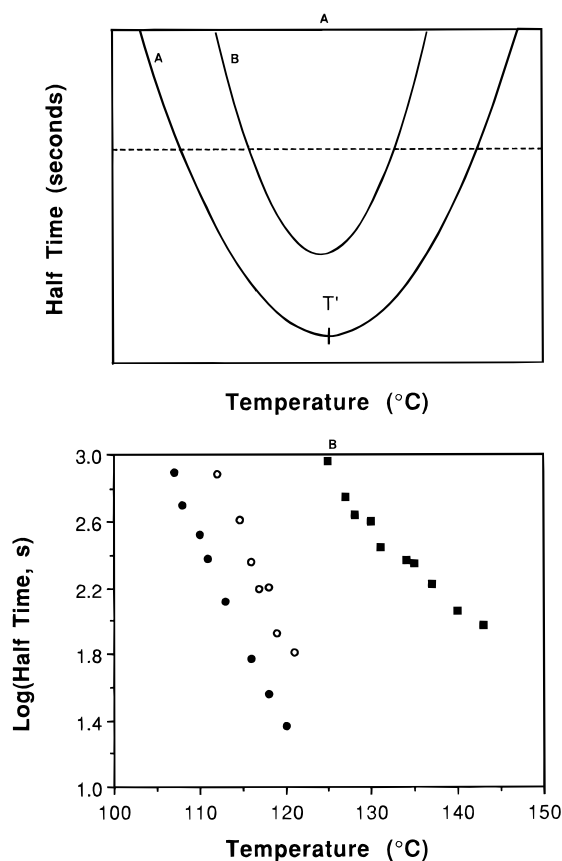 A
A
B
T'
Half Time (seconds)
Temperature (°C)
B
3.0
2.6
2.2
1.8
1.4
1.0
Log(Half Time, s)
100 110 120 130 140 150
Temperature (°C)